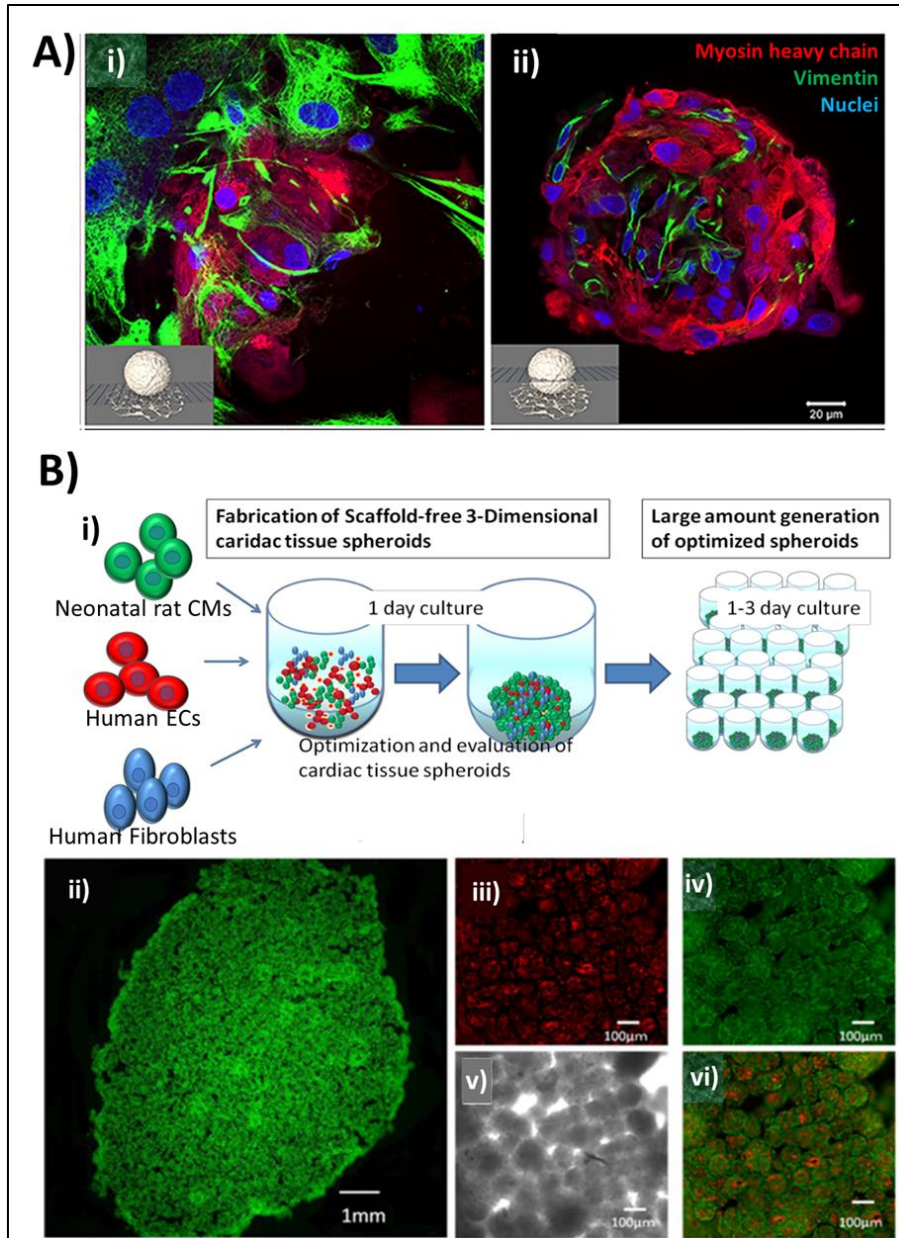 A)
i)
ii)
Myosin heavy chain
Vimentin
Nuclei
20 µm
B)
i)
Neonatal rat CMs
Human ECs
Human Fibroblasts
Fabrication of Scaffold-free 3-Dimensional
caridac tissue spheroids
1 day culture
Optimization and evaluation of
cardiac tissue spheroids
Large amount generation
of optimized spheroids
1-3 day culture
ii)
1mm
iii)
100µm
iv)
100µm
v)
100µm
vi)
100µm